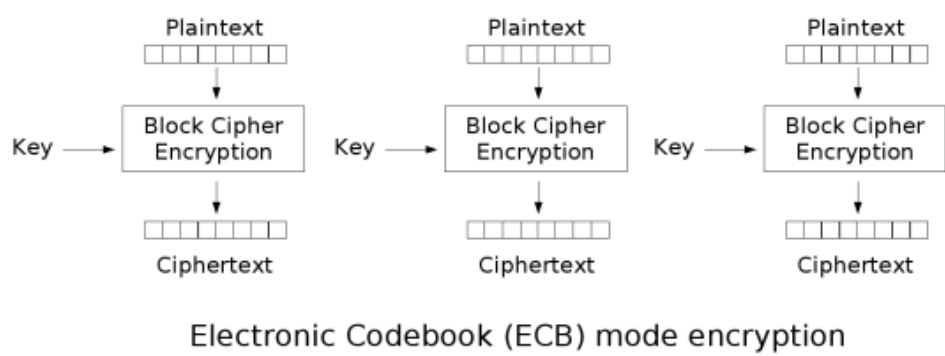 Plaintext Plaintext Plaintext
Key Block Cipher Encryption Key Block Cipher Encryption Key Block Cipher Encryption
Ciphertext Ciphertext Ciphertext
Electronic Codebook (ECB) mode encryption